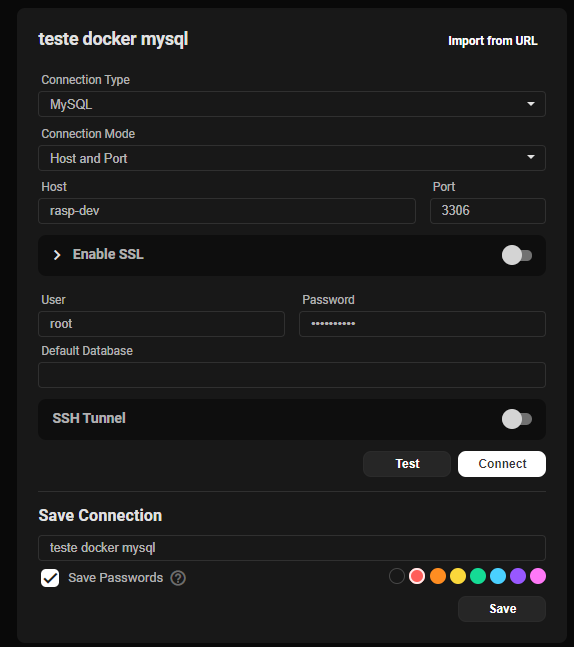 teste docker mysql
Import from URL
Connection Type
MySQL
Connection Mode
Host and Port
Host
Port
rasp-dev
3306
Enable SSL
User
Password
root
••••••••••
Default Database
SSH Tunnel
Test
Connect
Save Connection
teste docker mysql
Save Passwords ?
Save